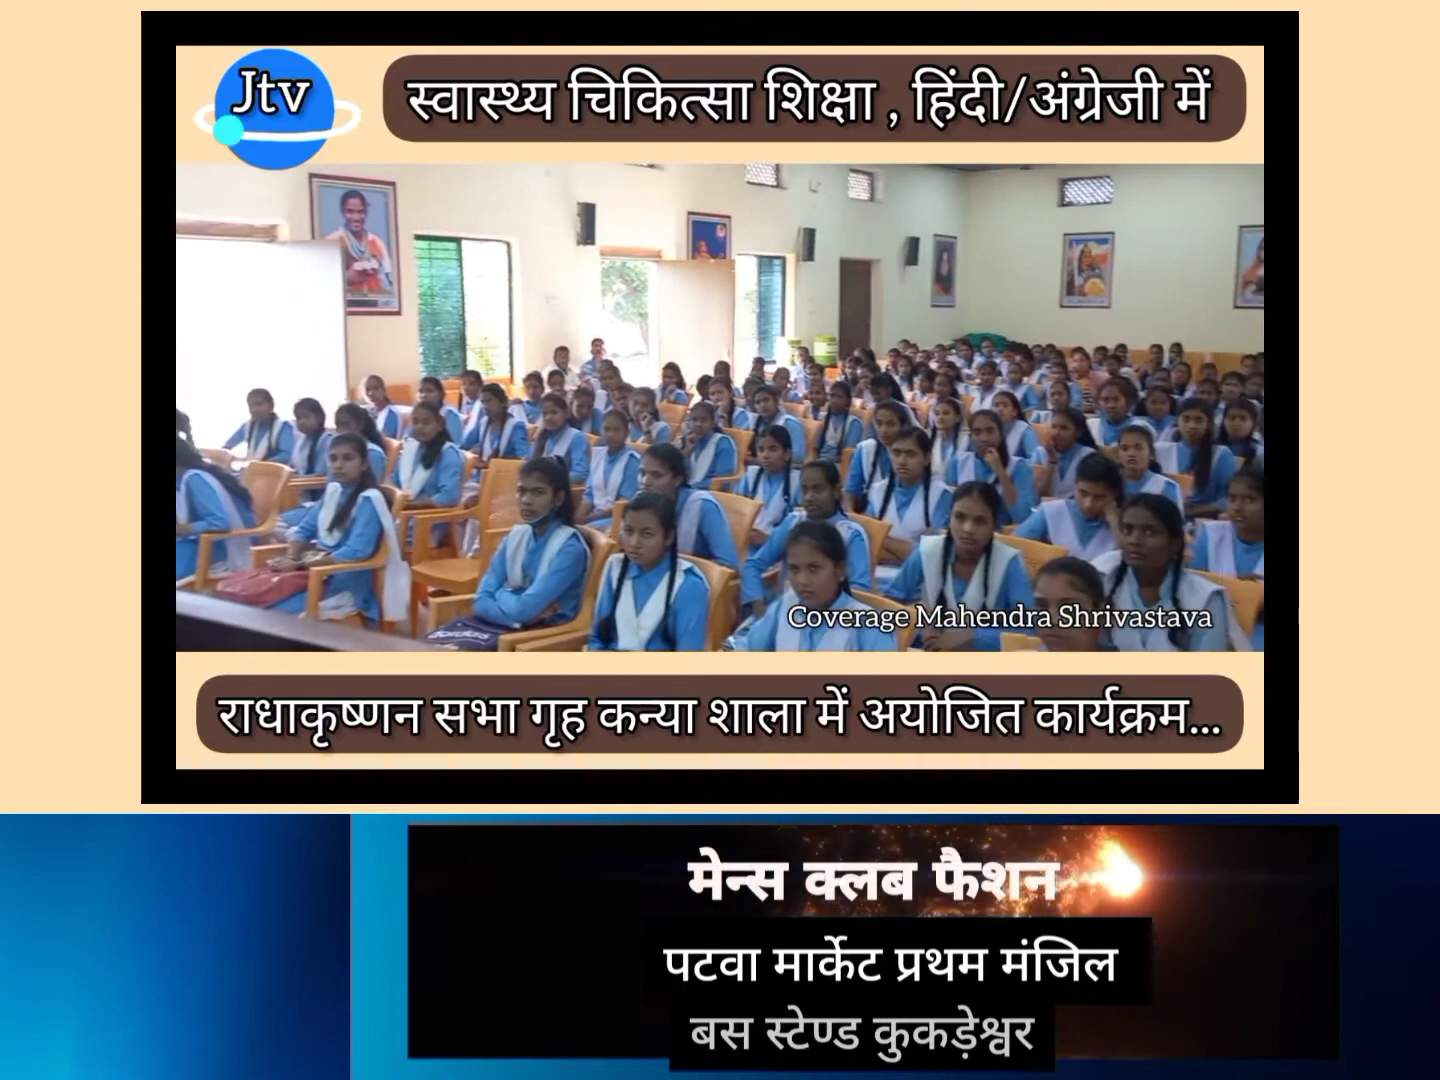 Jtv
स्वास्थ्य चिकित्सा शिक्षा , हिंदी/अंग्रेजी में
Coverage Mahendra Shrivastava
राधाकृष्णन सभा गृह कन्या शाला में अयोजित कार्यक्रम...
मेन्स क्लब फैशन
पटवा मार्केट प्रथम मंजिल
बस स्टेण्ड कुकड़ेश्वर